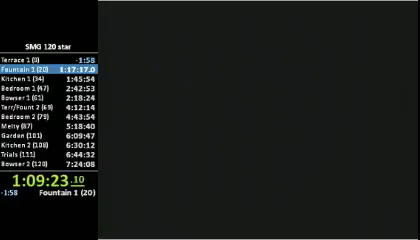 SMG 120 star
Terrace 1 (9) -1:58
Fountain 1 (20) 1:17:17.0
Kitchen 1 (34) 1:45:54
Bedroom 1 (47) 2:42:53
Bowser 1 (61) 2:18:24
Terr/Fount 2 (69) 4:12:14
Bedroom 2 (79) 4:43:54
Melty (87) 5:18:40
Garden (101) 6:09:47
Kitchen 2 (108) 6:30:12
Trials (111) 6:44:32
Bowser 2 (120) 7:24:08
1:09:23.10
-1:58 Fountain 1 (20)